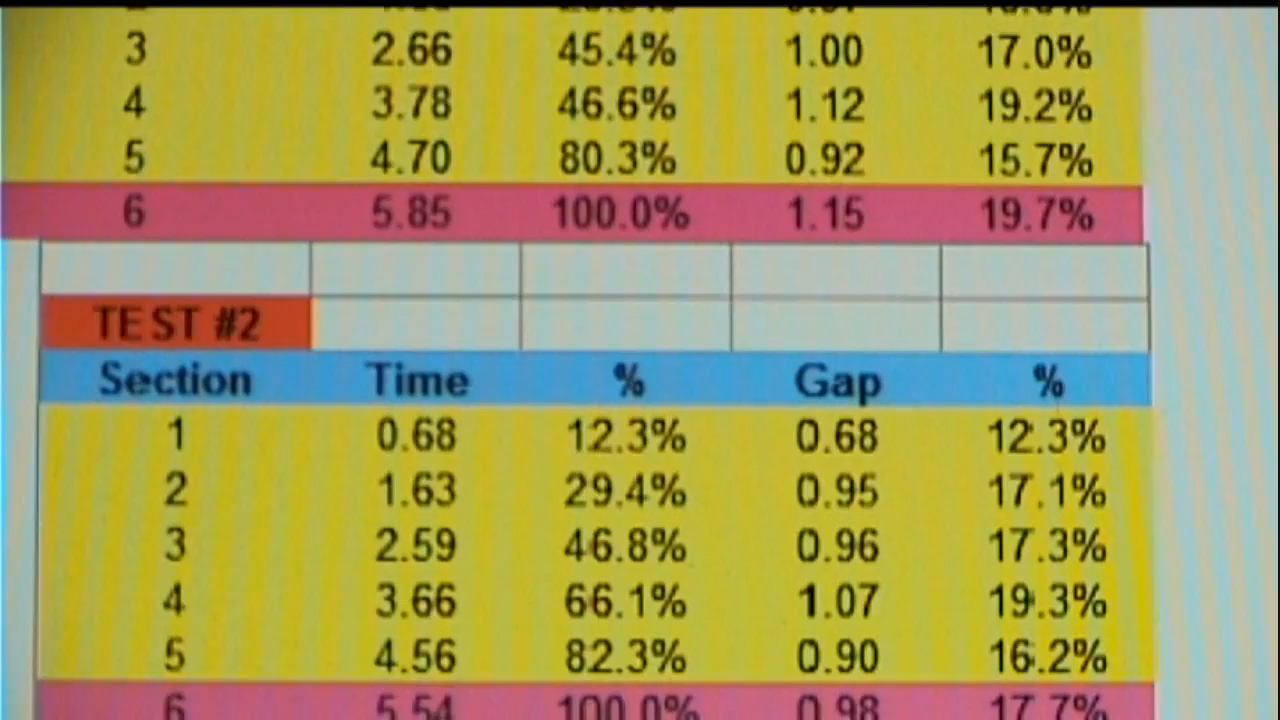 3 2.66 45.4% 1.00 17.0%
4 3.78 46.6% 1.12 19.2%
5 4.70 80.3% 0.92 15.7%
6 5.85 100.0% 1.15 19.7%
TEST #2
Section Time % Gap %
1 0.68 12.3% 0.68 12.3%
2 1.63 29.4% 0.95 17.1%
3 2.59 46.8% 0.96 17.3%
4 3.66 66.1% 1.07 19.3%
5 4.56 82.3% 0.90 16.2%
6 5.54 100.0% 0.98 17.7%